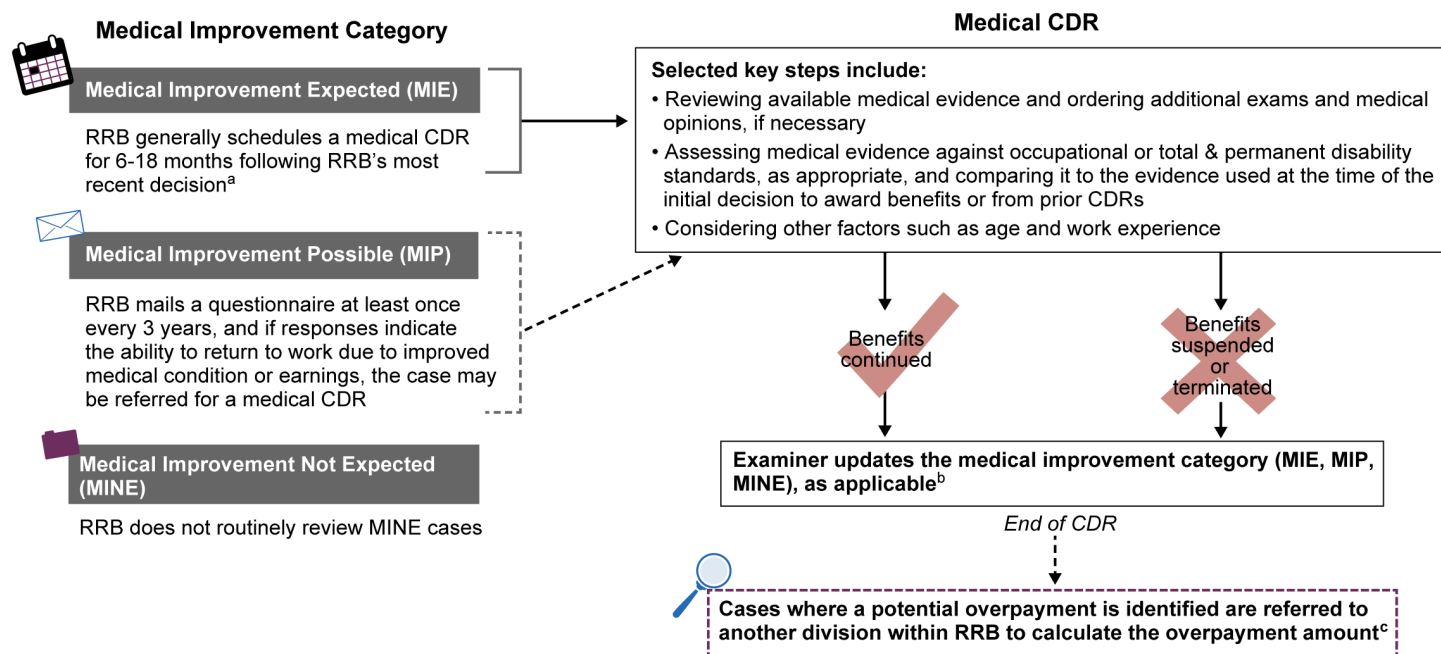 Medical Improvement Category
Medical Improvement Expected (MIE)
RRB generally schedules a medical CDR
for 6-18 months following RRB's most
recent decisionᵃ
Medical Improvement Possible (MIP)
RRB mails a questionnaire at least once
every 3 years, and if responses indicate
the ability to return to work due to improved
medical condition or earnings, the case may
be referred for a medical CDR
Medical Improvement Not Expected
(MINE)
RRB does not routinely review MINE cases
Medical CDR
Selected key steps include:
• Reviewing available medical evidence and ordering additional exams and medical
opinions, if necessary
• Assessing medical evidence against occupational or total & permanent disability
standards, as appropriate, and comparing it to the evidence used at the time of the
initial decision to award benefits or from prior CDRs
• Considering other factors such as age and work experience
Benefits
continued
Benefits
suspended
or
terminated
Examiner updates the medical improvement category (MIE, MIP,
MINE), as applicableᵇ
End of CDR
Cases where a potential overpayment is identified are referred to
another division within RRB to calculate the overpayment amountᶜ